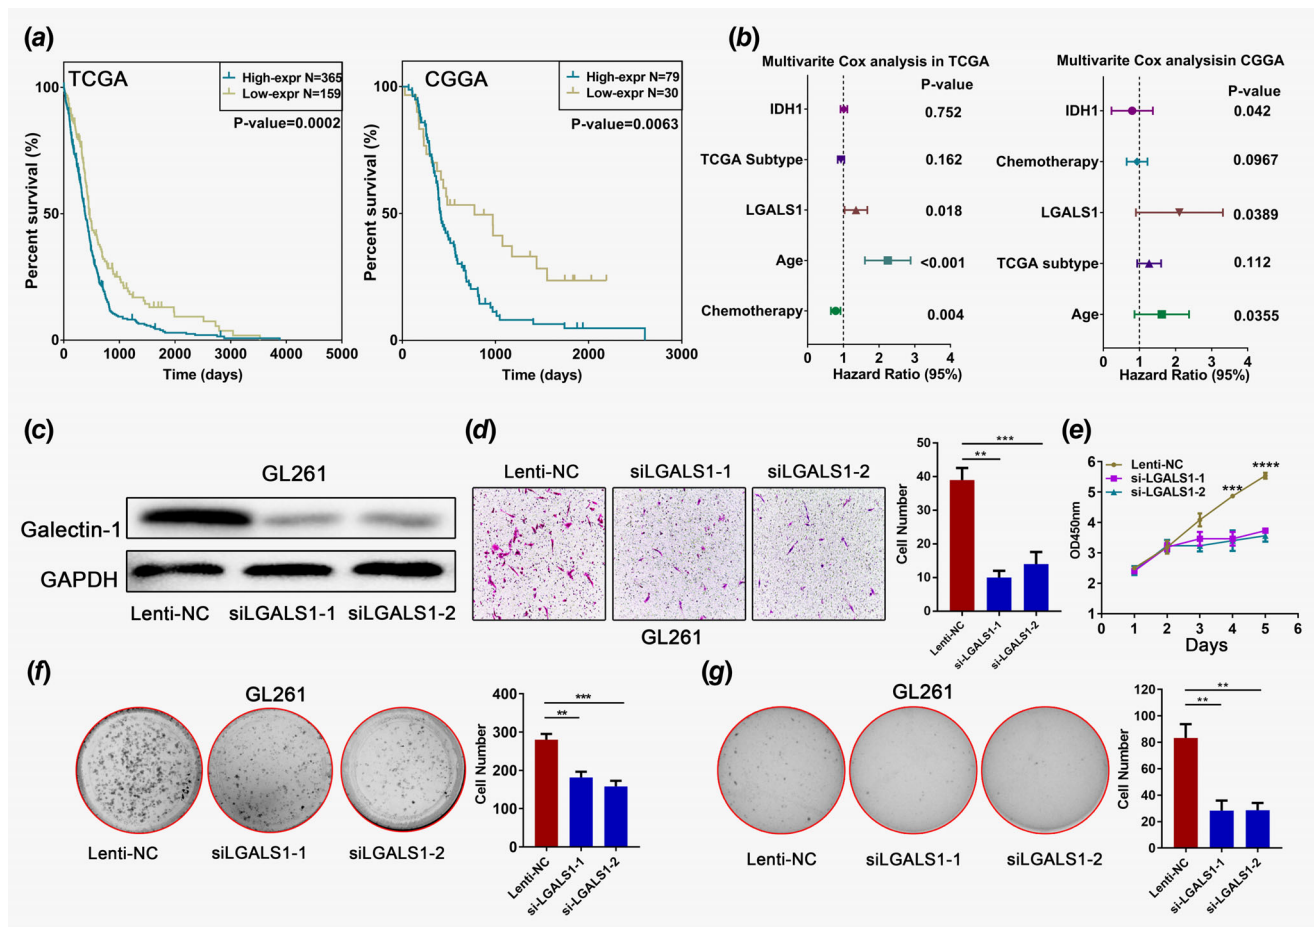 (a)
TCGA
High-expr N=365
Low-expr N=159
P-value=0.0002
100
50
0
Percent survival (%)
0 1000 2000 3000 4000 5000
Time (days)
CGGA
High-expr N=79
Low-expr N=30
P-value=0.0063
100
50
0
Percent survival (%)
0 1000 2000 3000
Time (days)
(b)
Multivarite Cox analysis in TCGA
P-value
IDH1 0.752
TCGA Subtype 0.162
LGALS1 0.018
Age <0.001
Chemotherapy 0.004
0 1 2 3 4
Hazard Ratio (95%)
Multivarite Cox analysisin CGGA
P-value
IDH1 0.042
Chemotherapy 0.0967
LGALS1 0.0389
TCGA subtype 0.112
Age 0.0355
0 1 2 3 4
Hazard Ratio (95%)
(c)
GL261
Galectin-1
GAPDH
Lenti-NC siLGALS1-1 siLGALS1-2
(d)
Lenti-NC siLGALS1-1 siLGALS1-2
GL261
Cell Number
50
40
30
20
10
0
***
**
Lenti-NC
si-LGALS1-1
si-LGALS1-2
(e)
Lenti-NC
si-LGALS1-1
si-LGALS1-2
***
****
OD450nm
6
5
4
3
2
1
0 1 2 3 4 5 6
Days
(f)
GL261
Lenti-NC siLGALS1-1 siLGALS1-2
Cell Number
400
300
200
100
0
***
**
Lenti-NC
si-LGALS1-1
si-LGALS1-2
(g)
GL261
Lenti-NC siLGALS1-1 siLGALS1-2
Cell Number
120
100
80
60
40
20
0
**
**
Lenti-NC
si-LGALS1-1
si-LGALS1-2